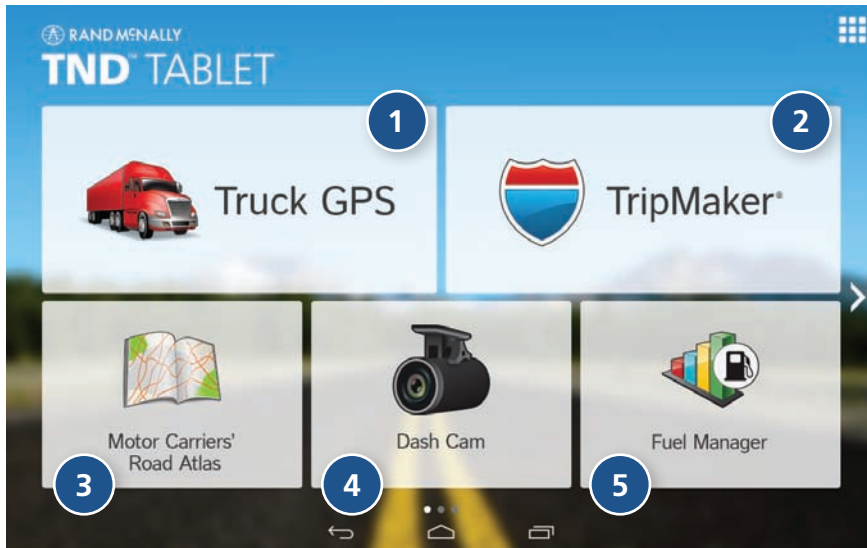 RAND McNALLY
TND™ TABLET
1
2
Truck GPS
TripMaker®
Motor Carriers'
Road Atlas
Dash Cam
Fuel Manager
3
4
5